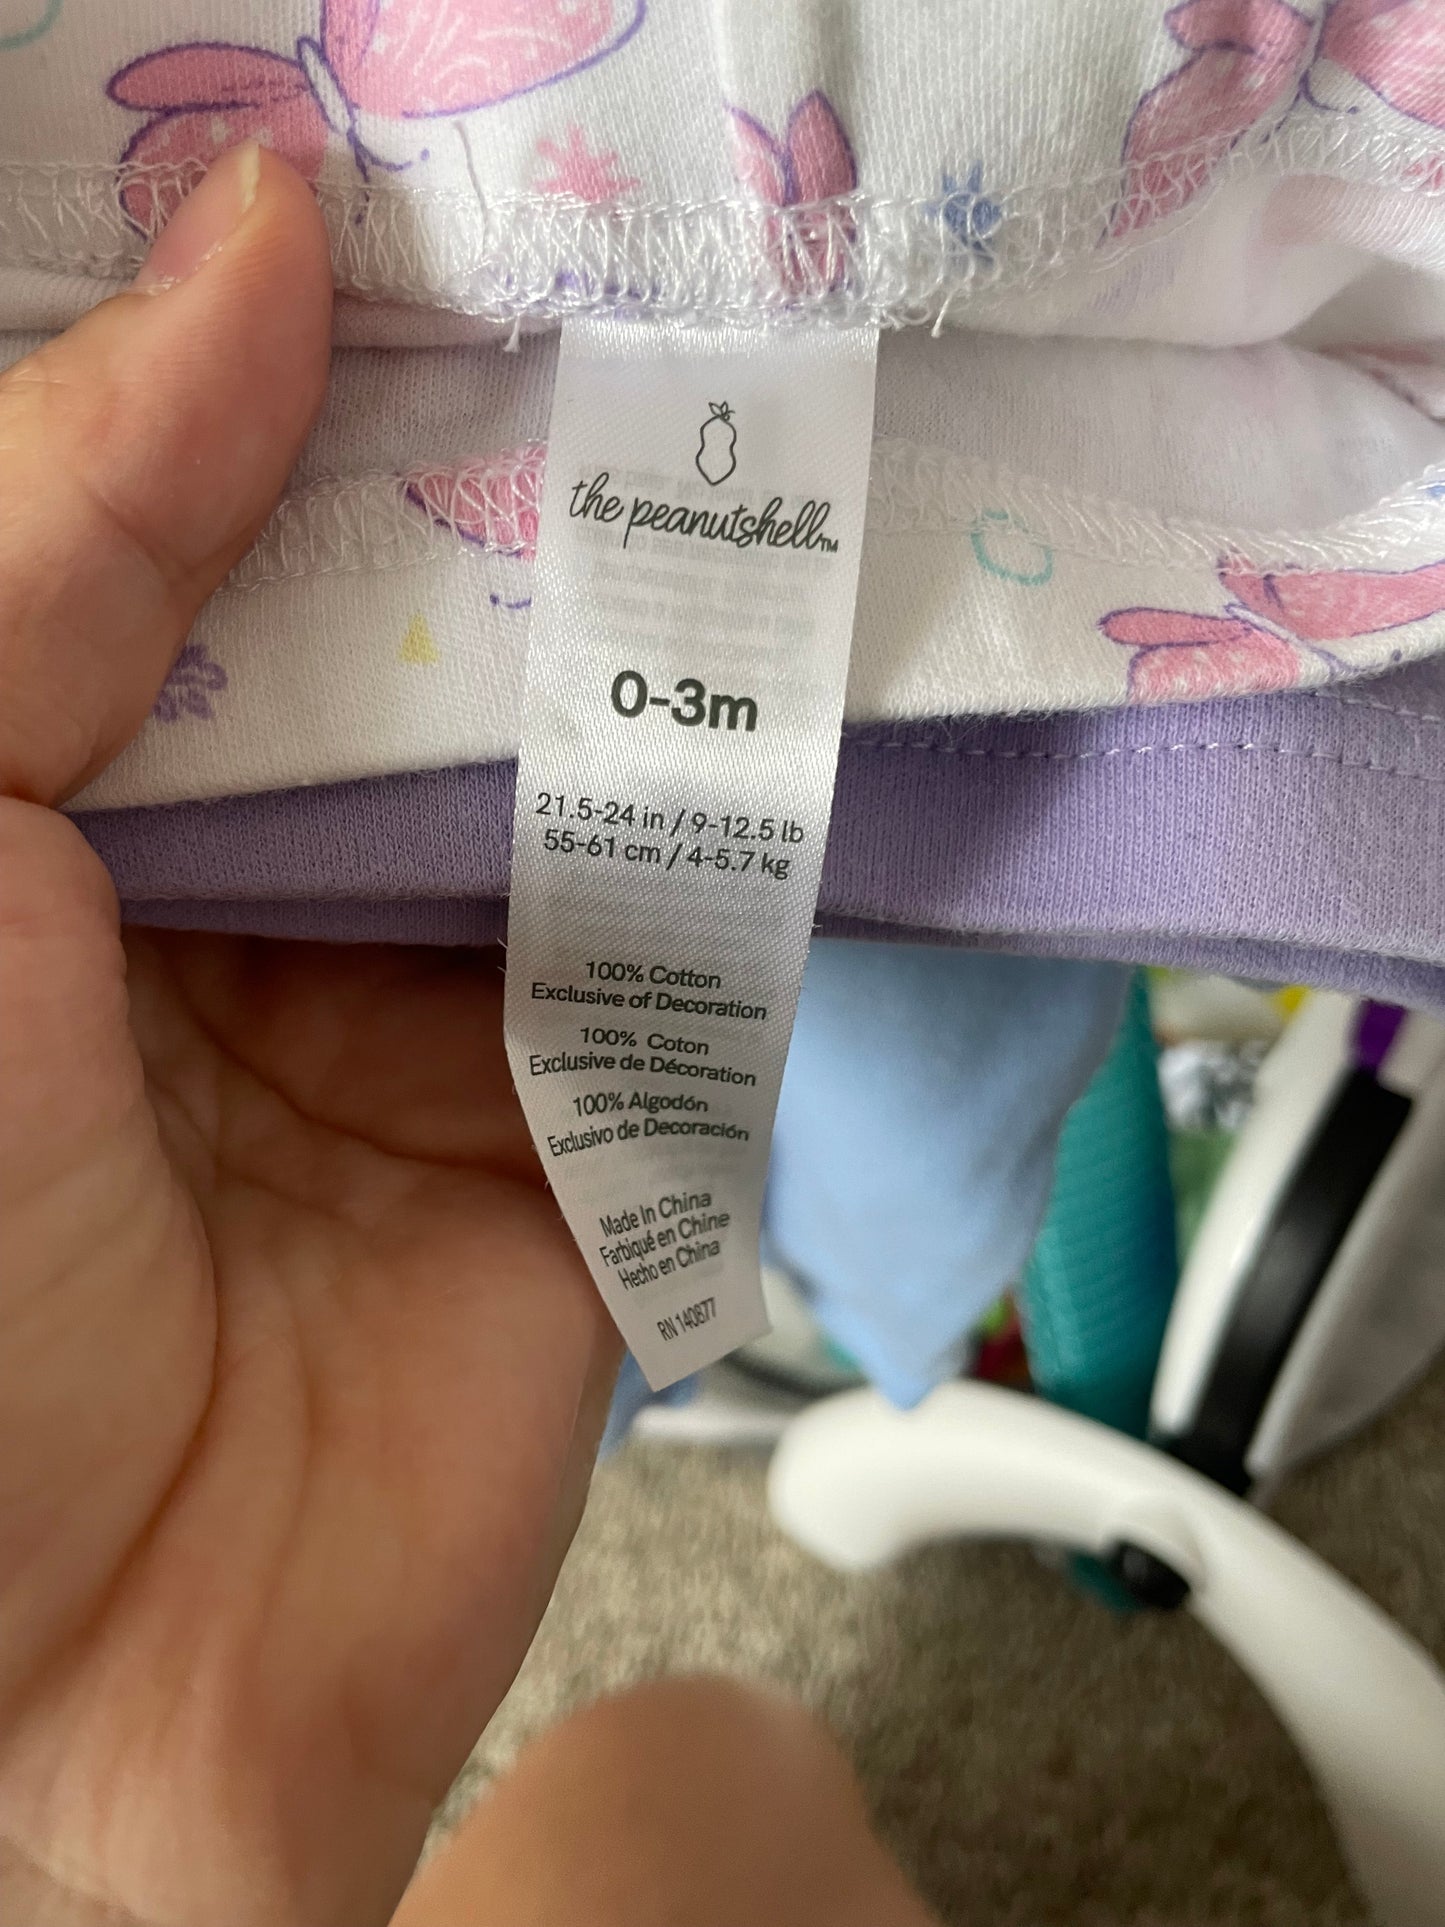 the peanutshell™
0-3m
21.5-24 in / 9-12.5 lb
55-61 cm / 4-5.7 kg
100% Cotton
Exclusive of Decoration
100% Coton
Exclusive de Décoration
100% Algodón
Exclusivo de Decoración
Made In China
Farbiqué en Chine
Hecho en China
RN 140877